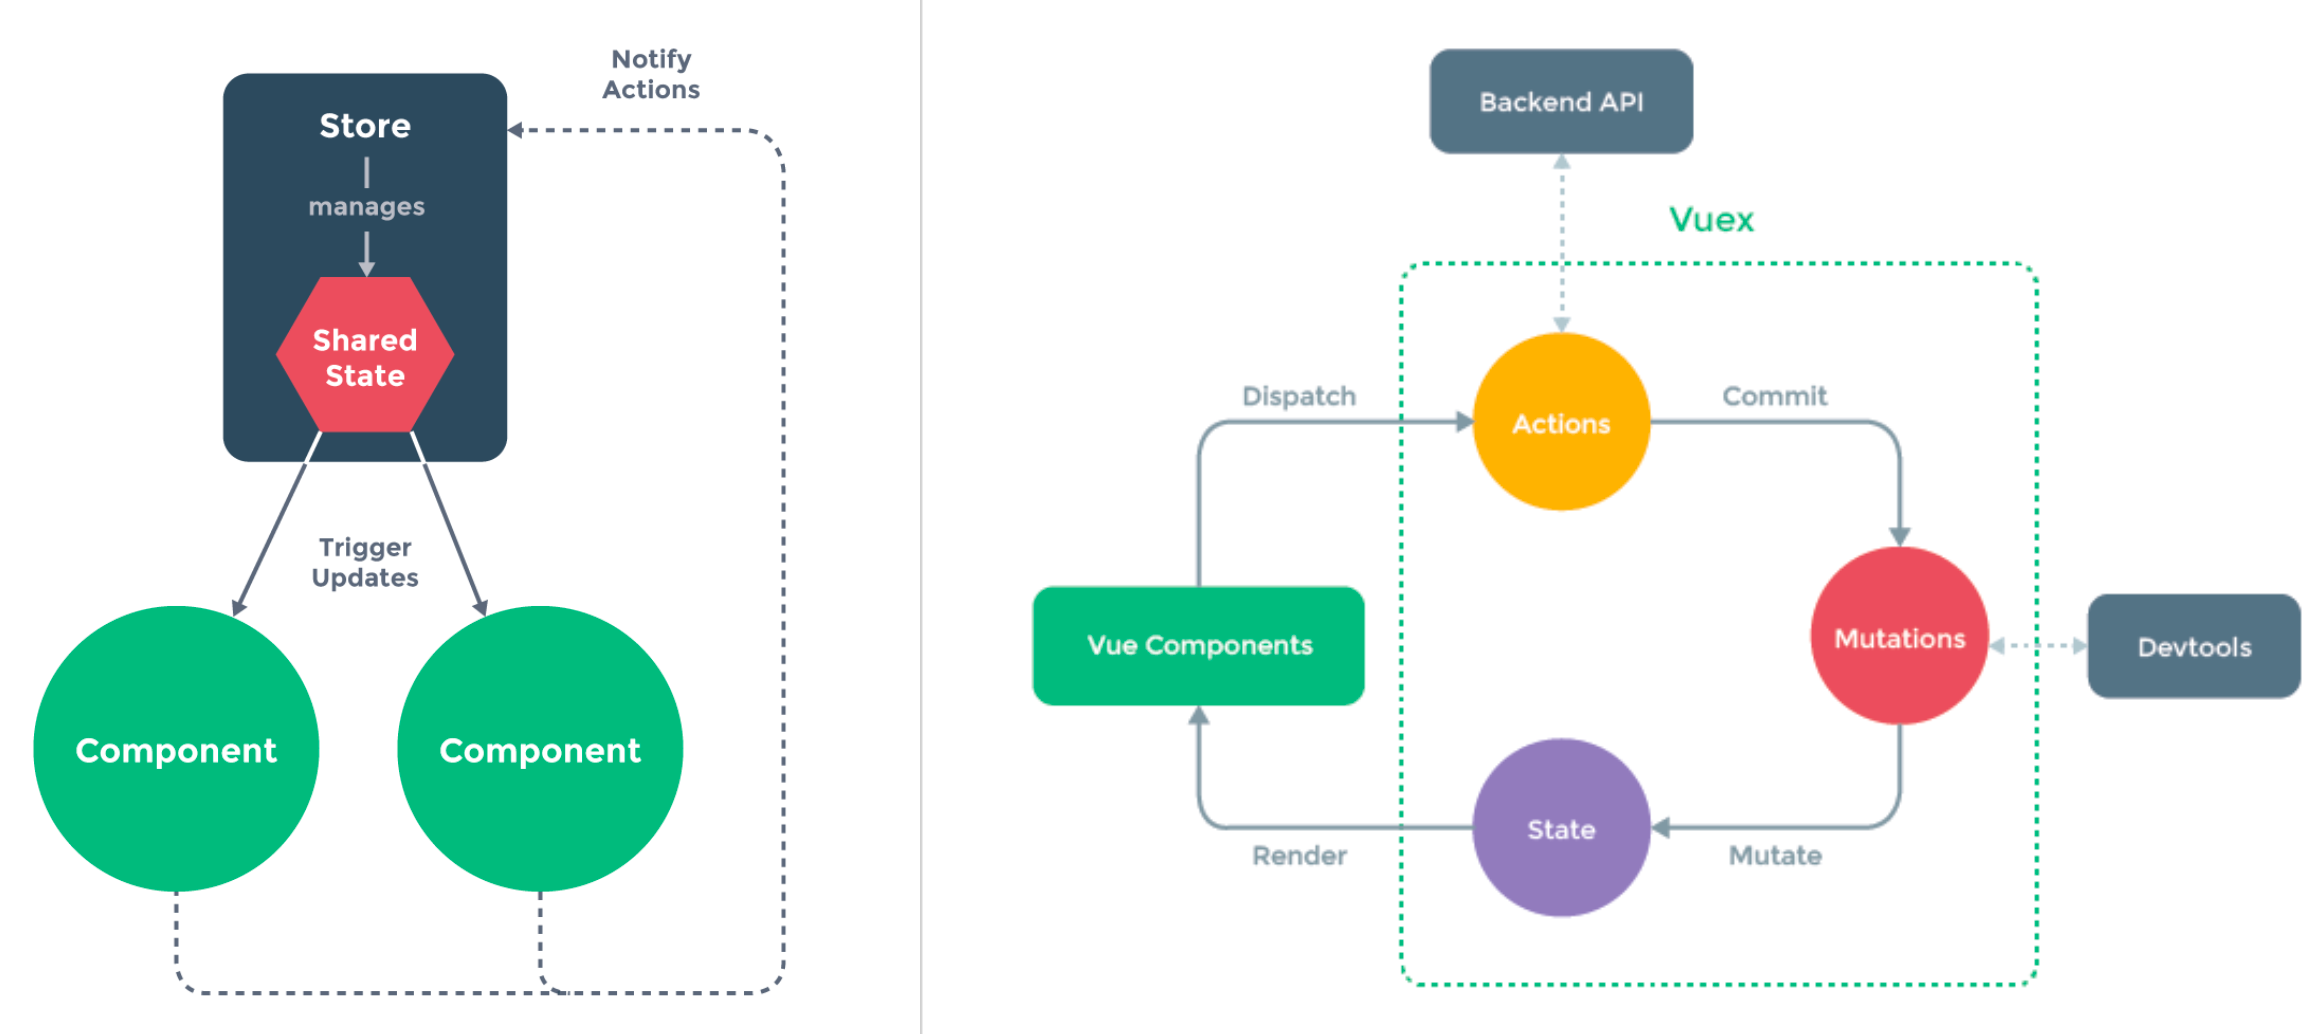 Notify
Actions
Store
manages
Shared
State
Trigger
Updates
Component
Component
Backend API
Vuex
Dispatch
Actions
Commit
Vue Components
Mutations
Devtools
State
Render
Mutate